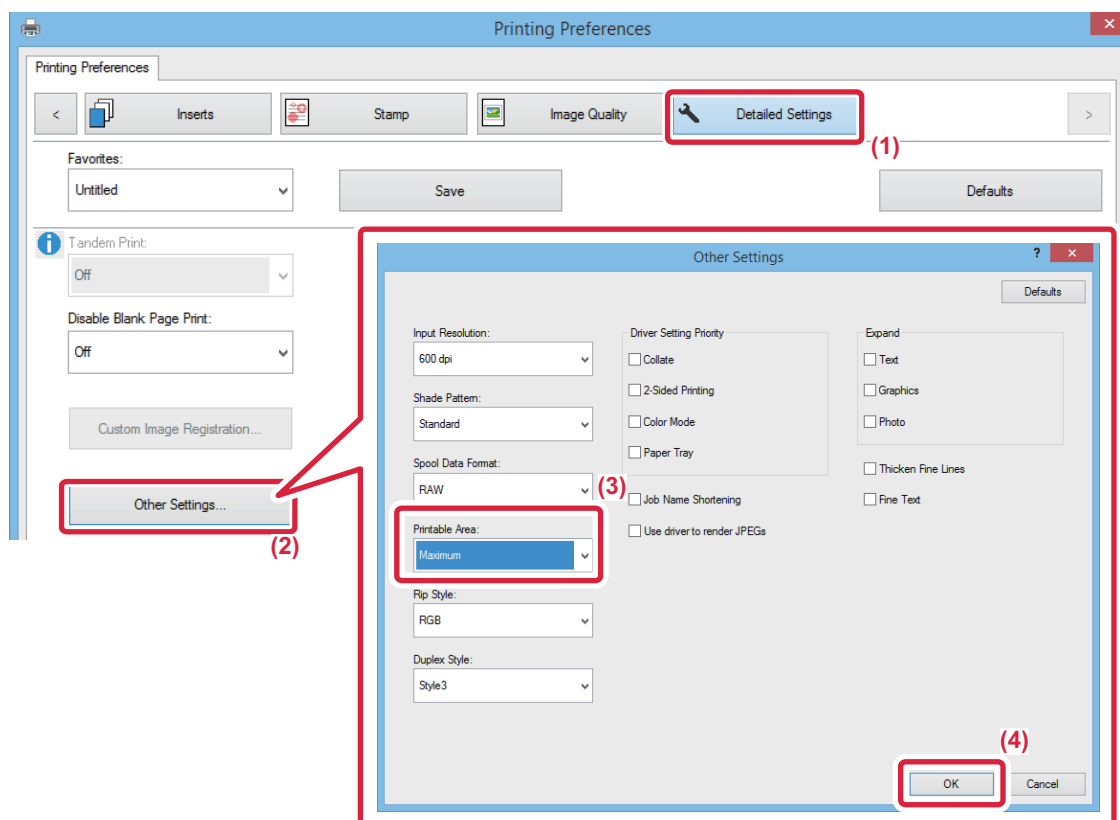 Printing Preferences
×
Printing Preferences
<
Inserts
Stamp
Image Quality
Detailed Settings
>
(1)
Favorites:
Untitled
Save
Defaults
Tandem Print:
Off
Disable Blank Page Print:
Off
Custom Image Registration...
Other Settings...
(2)
Other Settings
?
×
Defaults
Input Resolution:
600 dpi
Shade Pattern:
Standard
Spool Data Format:
RAW
(3)
Printable Area:
Maximum
Rip Style:
RGB
Duplex Style:
Style3
Driver Setting Priority
Collate
2-Sided Printing
Color Mode
Paper Tray
Job Name Shortening
Use driver to render JPEGs
Expand
Text
Graphics
Photo
Thicken Fine Lines
Fine Text
(4)
OK
Cancel